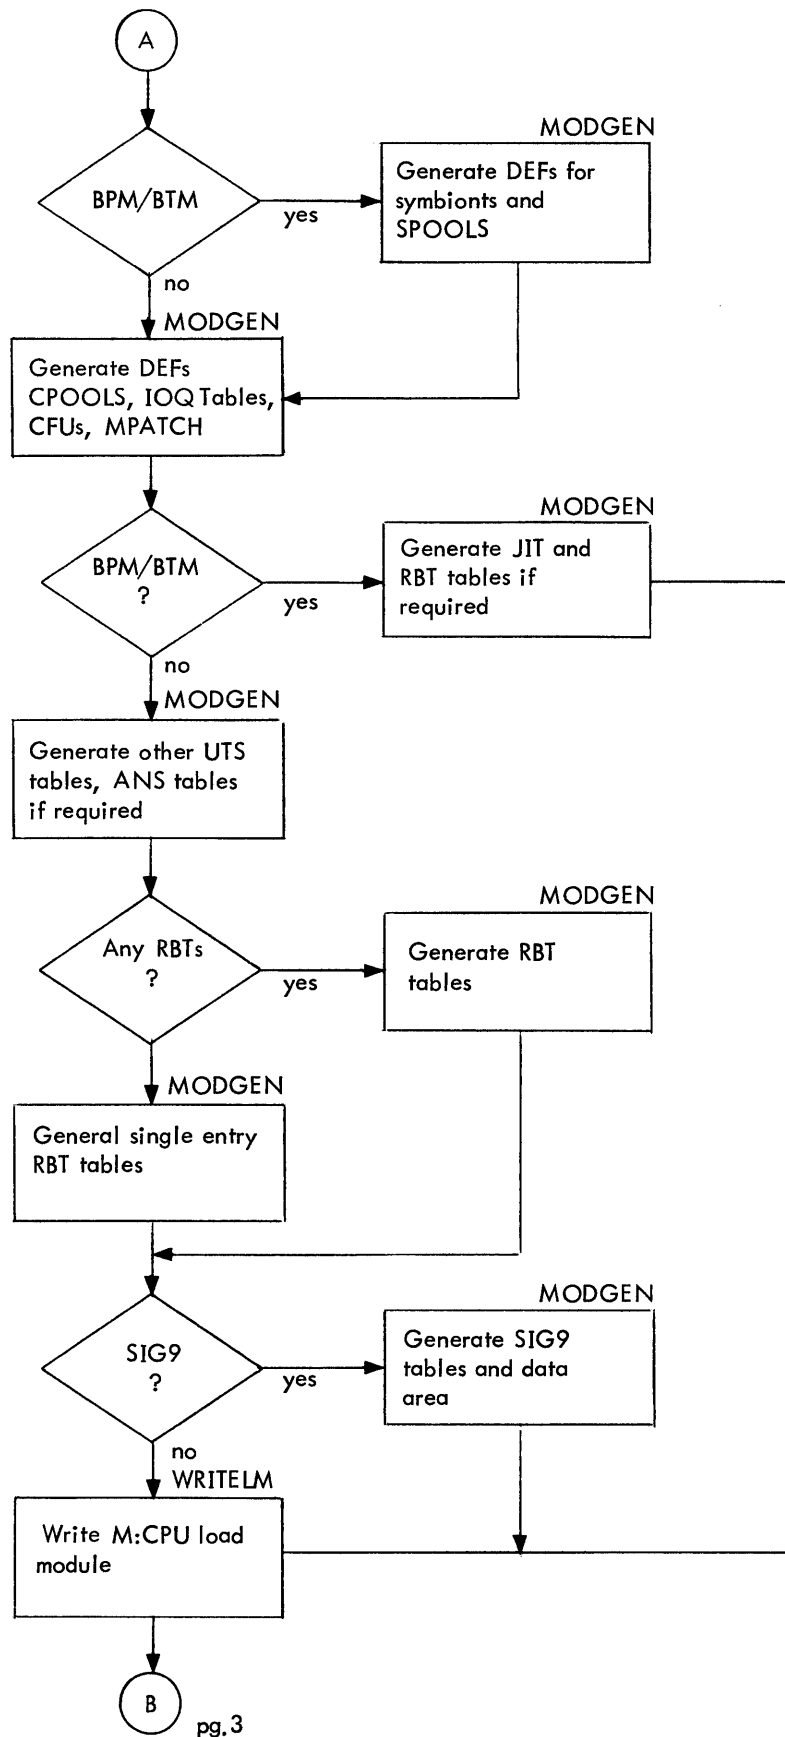 A
MODGEN
BPM/BTM
yes
Generate DEFs for
symbionts and
SPOOLS
no
MODGEN
Generate DEFs
CPOOLS, IOQ Tables,
CFUs, MPATCH
MODGEN
BPM/BTM
?
yes
Generate JIT and
RBT tables if
required
no
MODGEN
Generate other UTS
tables, ANS tables
if required
MODGEN
Any RBTs
?
yes
Generate RBT
tables
MODGEN
General single entry
RBT tables
MODGEN
SIG9
?
yes
Generate SIG9
tables and data
area
no
WRITELM
Write M:CPU load
module
B
pg.3